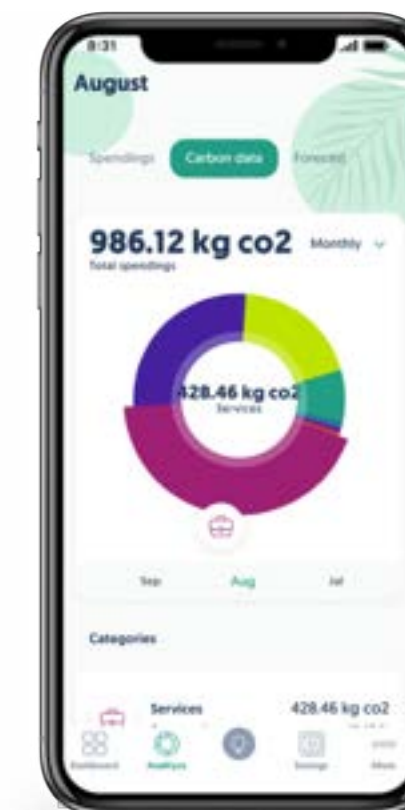 8:31
August
Spendings Carbon data Forecast
986.12 kg co2 Monthly
Total spendings
428.46 kg co2
Services
Sep Aug Jul
Categories
Services 428.46 kg co2
Dashboard Analysis Savings More